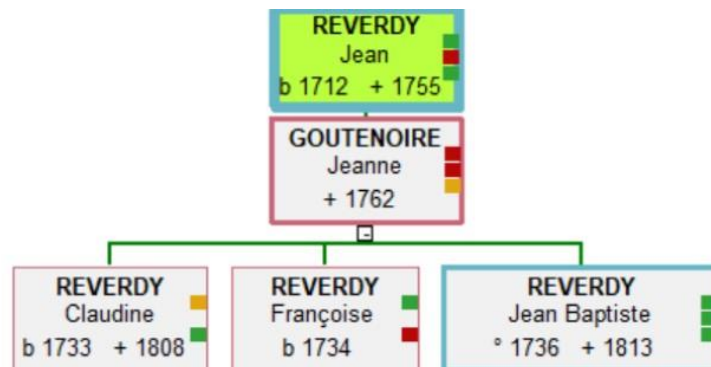 REVERDY
Jean
b 1712 + 1755
GOUTENOIRE
Jeanne
+ 1762
REVERDY
Claudine
b 1733 + 1808
REVERDY
Françoise
b 1734
REVERDY
Jean Baptiste
° 1736 + 1813